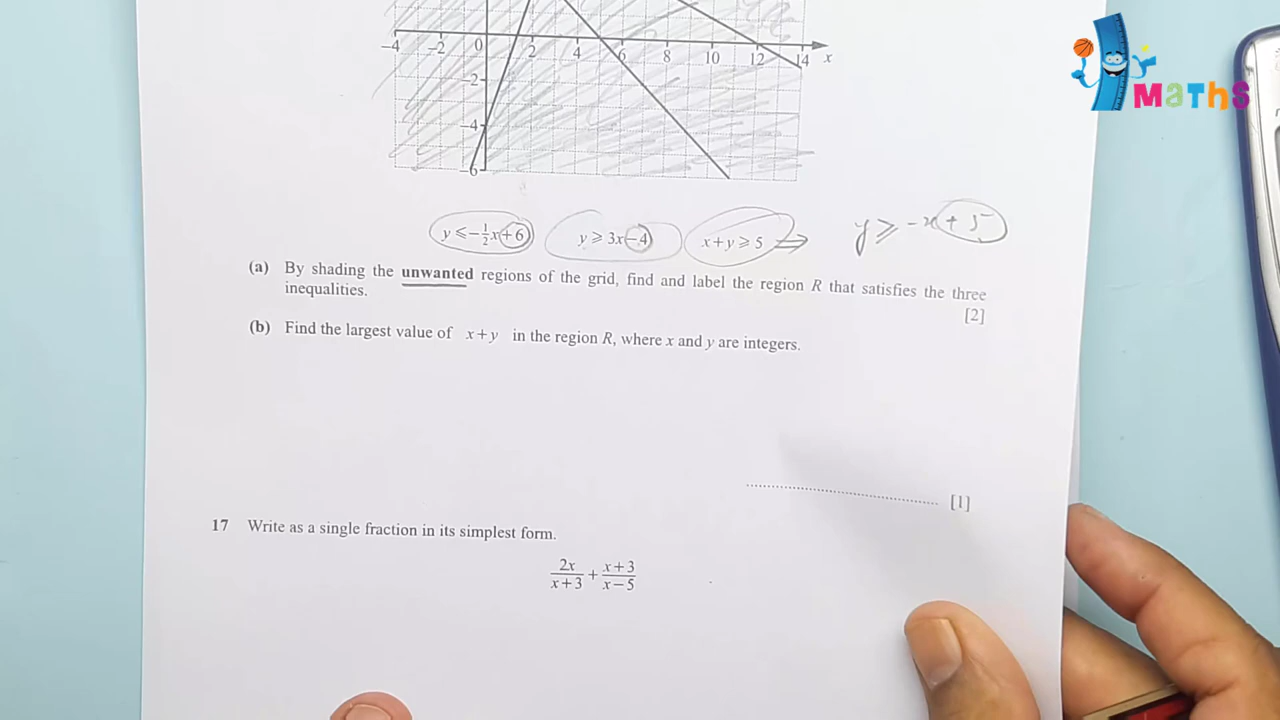 -4 -2 0 2 4 6 8 10 12 14 x
-2
-4
-6
MaTHs
y ⩽ -1/2x+6 y ⩾ 3x-4 x+y ⩾ 5 ⇒ y ⩾ -x + 5
(a) By shading the unwanted regions of the grid, find and label the region R that satisfies the three
inequalities.
[2]
(b) Find the largest value of x+y in the region R, where x and y are integers.
[1]
17 Write as a single fraction in its simplest form.
2x/(x+3) + (x+3)/(x-5)